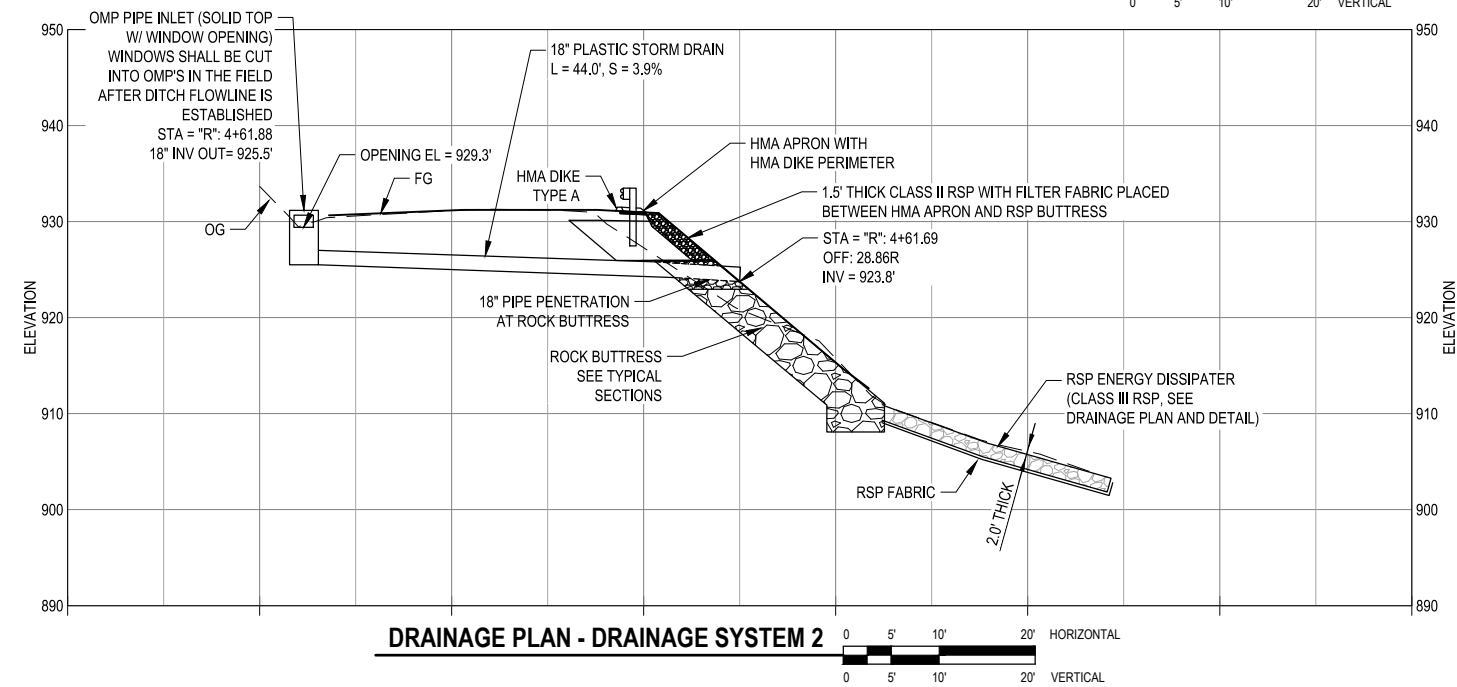 0 5' 10' 20' VERTICAL
OMP PIPE INLET (SOLID TOP
W/ WINDOW OPENING)
WINDOWS SHALL BE CUT
INTO OMP'S IN THE FIELD
AFTER DITCH FLOWLINE IS
ESTABLISHED
STA = "R": 4+61.88
18" INV OUT= 925.5'
950
940
930
920
910
900
890
ELEVATION
OG
OPENING EL = 929.3'
FG
18" PLASTIC STORM DRAIN
L = 44.0', S = 3.9%
HMA DIKE
TYPE A
HMA APRON WITH
HMA DIKE PERIMETER
1.5' THICK CLASS II RSP WITH FILTER FABRIC PLACED
BETWEEN HMA APRON AND RSP BUTTRESS
STA = "R": 4+61.69
OFF: 28.86R
INV = 923.8'
18" PIPE PENETRATION
AT ROCK BUTTRESS
ROCK BUTTRESS
SEE TYPICAL
SECTIONS
RSP ENERGY DISSIPATER
(CLASS III RSP, SEE
DRAINAGE PLAN AND DETAIL)
RSP FABRIC
2.0' THICK
950
940
930
920
910
900
890
ELEVATION
DRAINAGE PLAN - DRAINAGE SYSTEM 2
0 5' 10' 20' HORIZONTAL
0 5' 10' 20' VERTICAL